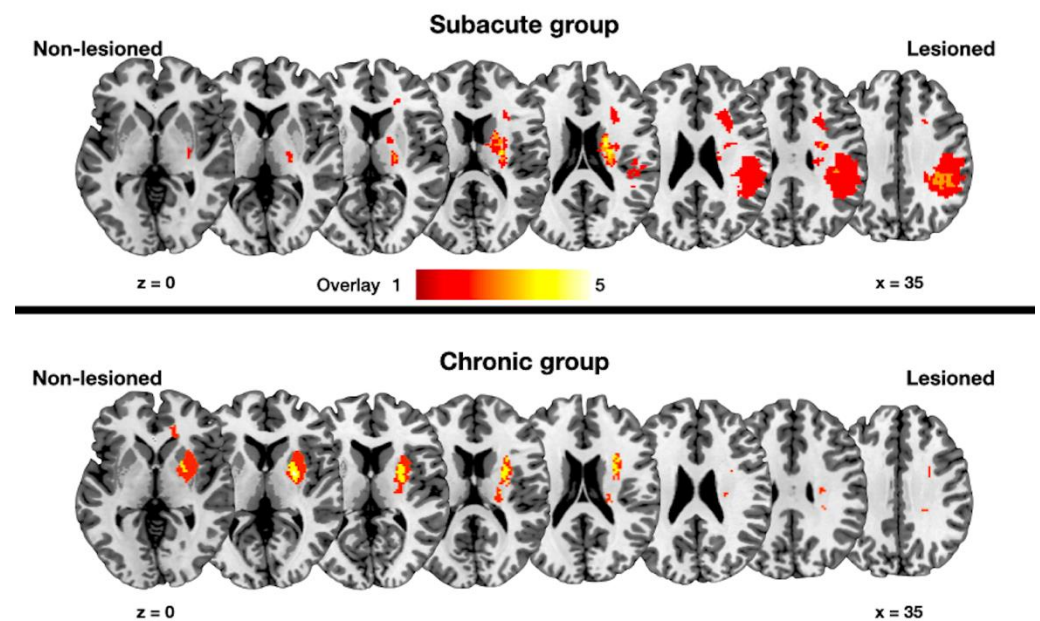 Subacute group
Non-lesioned
Lesioned
z = 0
Overlay 1
5
x = 35
Chronic group
Non-lesioned
Lesioned
z = 0
x = 35